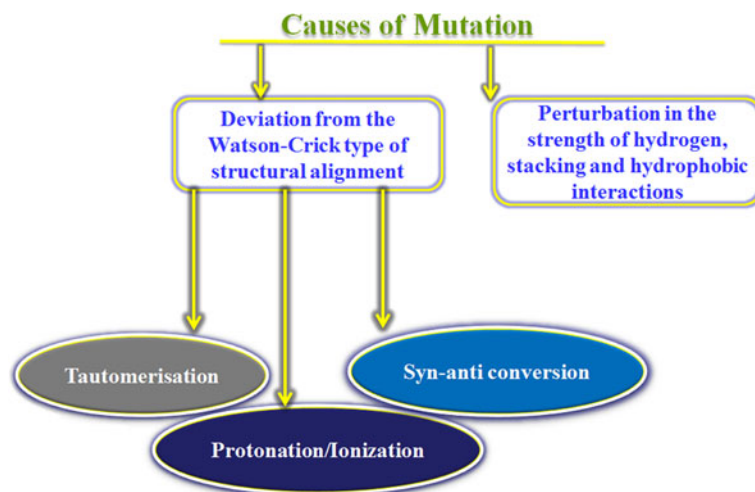 Causes of Mutation
Deviation from the
Watson-Crick type of
structural alignment
Perturbation in the
strength of hydrogen,
stacking and hydrophobic
interactions
Tautomerisation
Syn-anti conversion
Protonation/Ionization